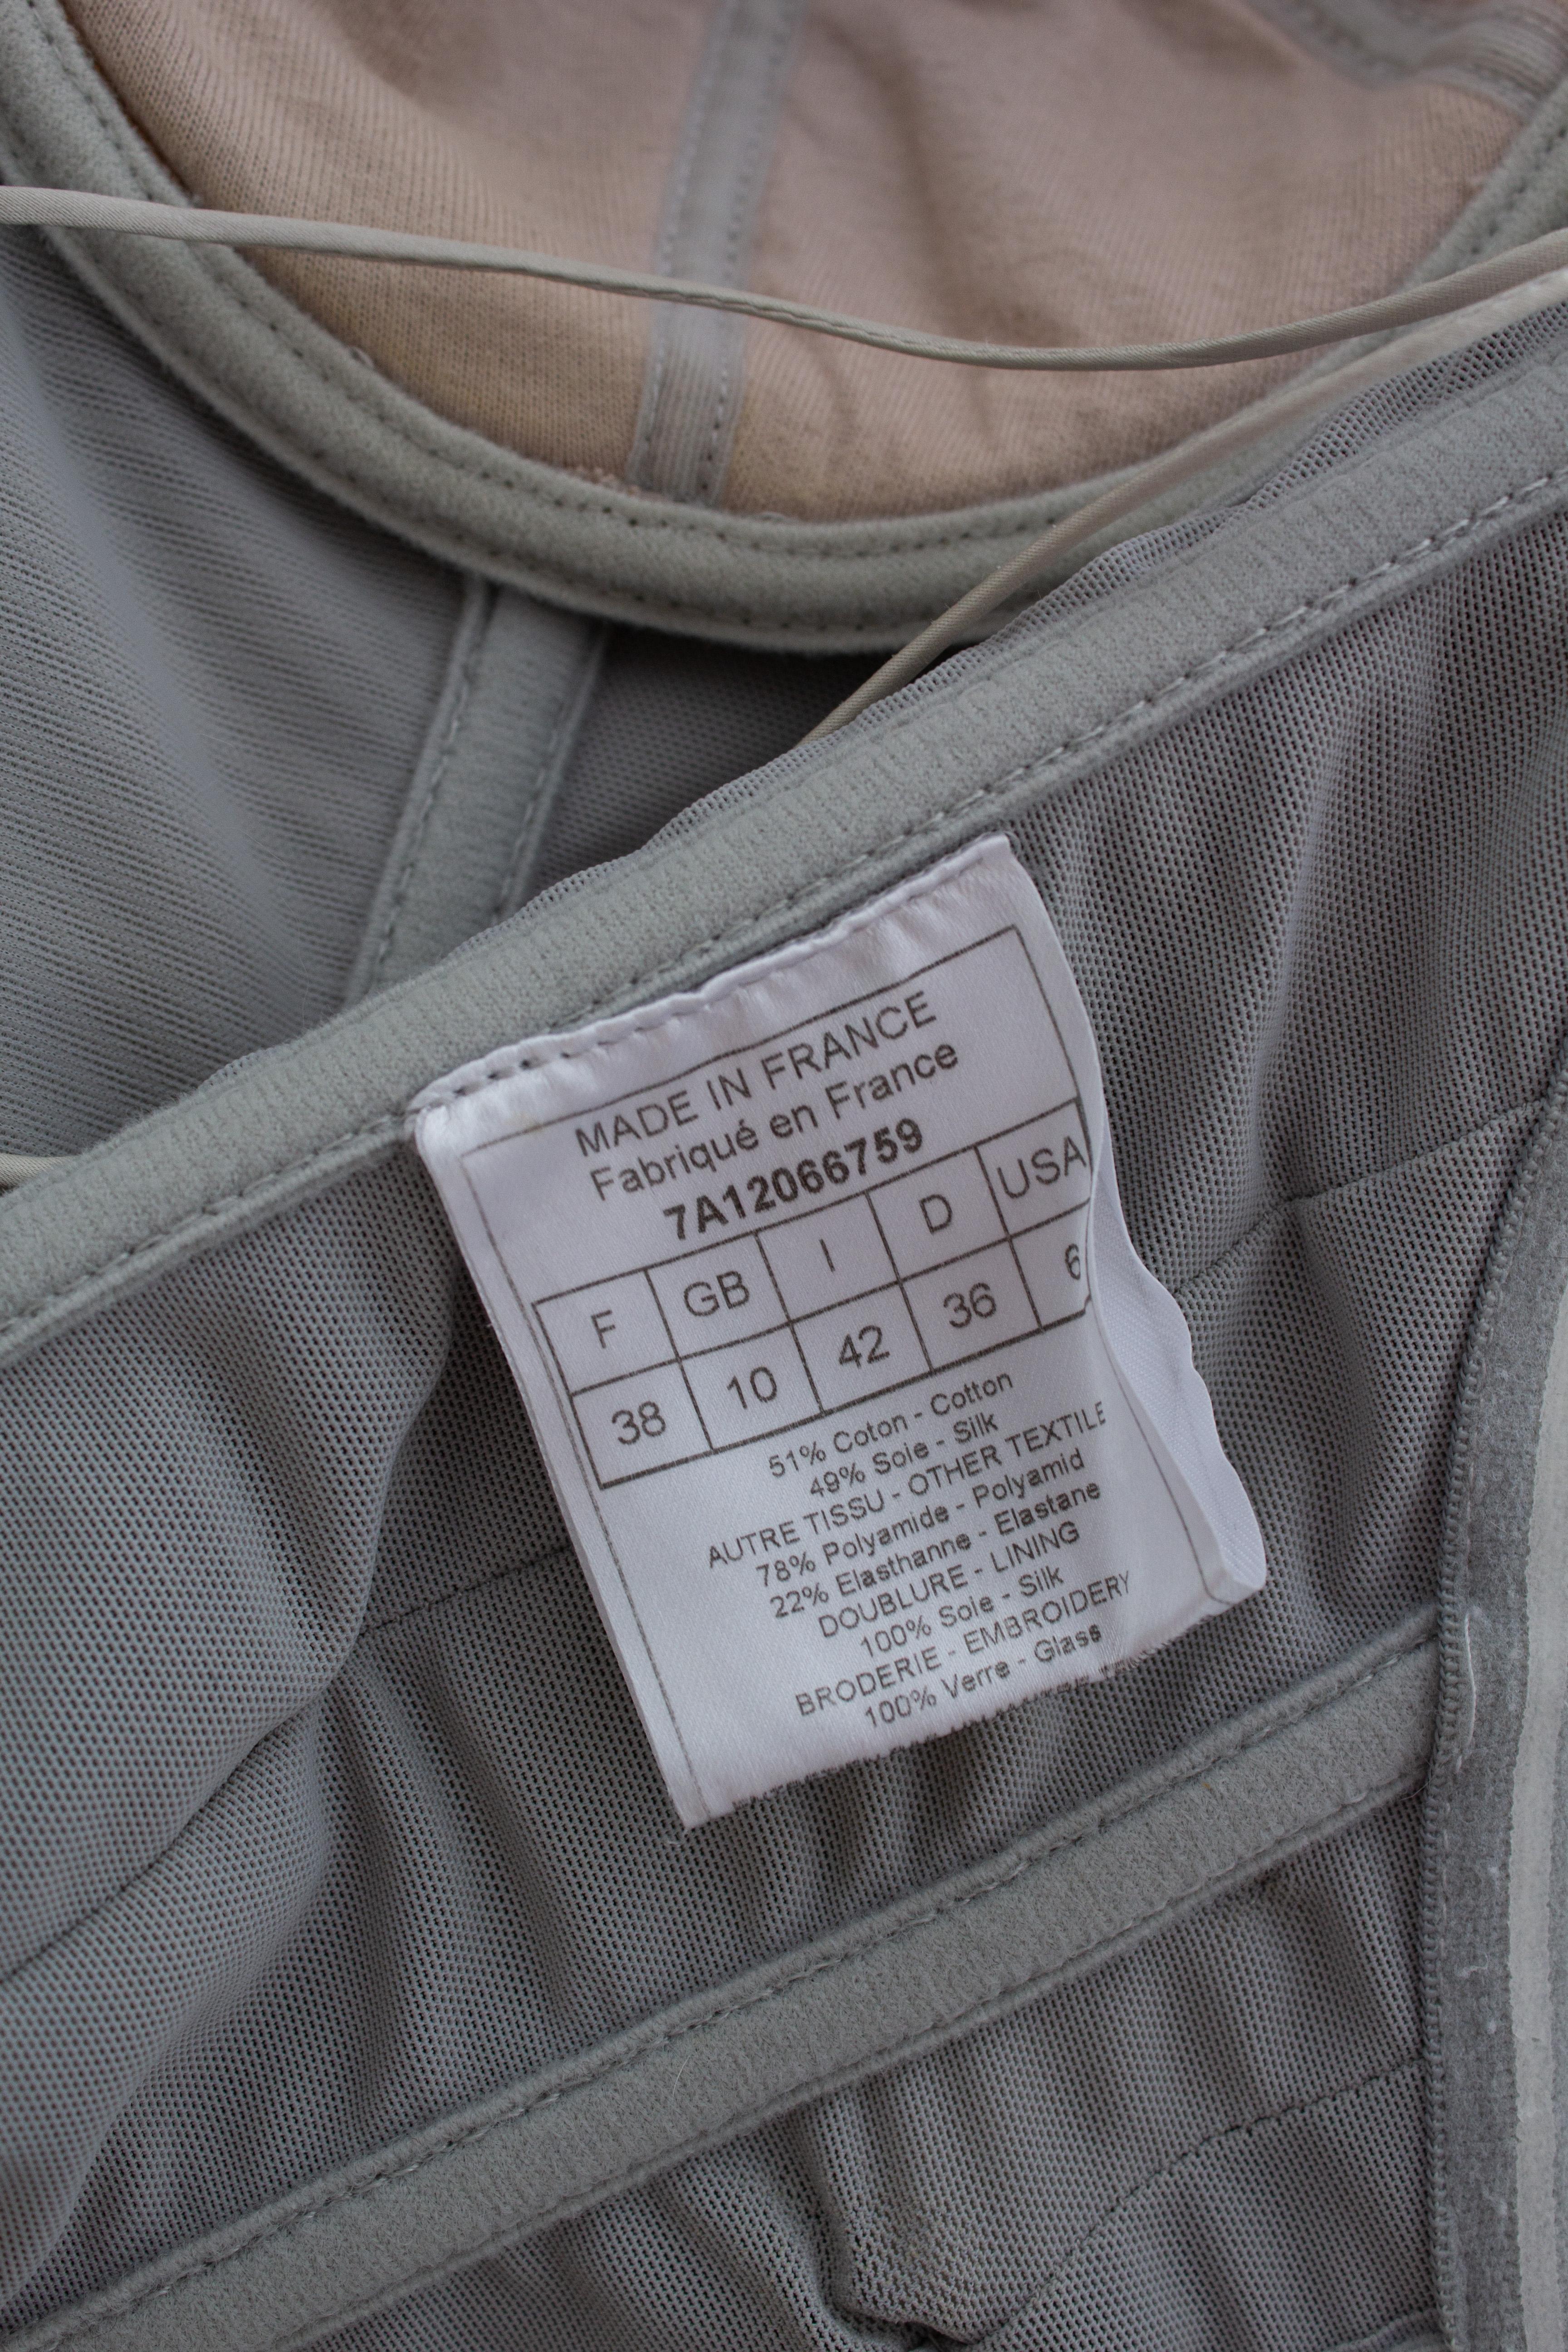 MADE IN FRANCE
Fabriqué en France
7A12066759
F GB I D USA
38 10 42 36 6
51% Coton - Cotton
49% Soie - Silk
AUTRE TISSU - OTHER TEXTILE
78% Polyamide - Polyamid
22% Elasthanne - Elastane
DOUBLURE - LINING
100% Soie - Silk
BRODERIE - EMBROIDERY
100% Verre - Glass